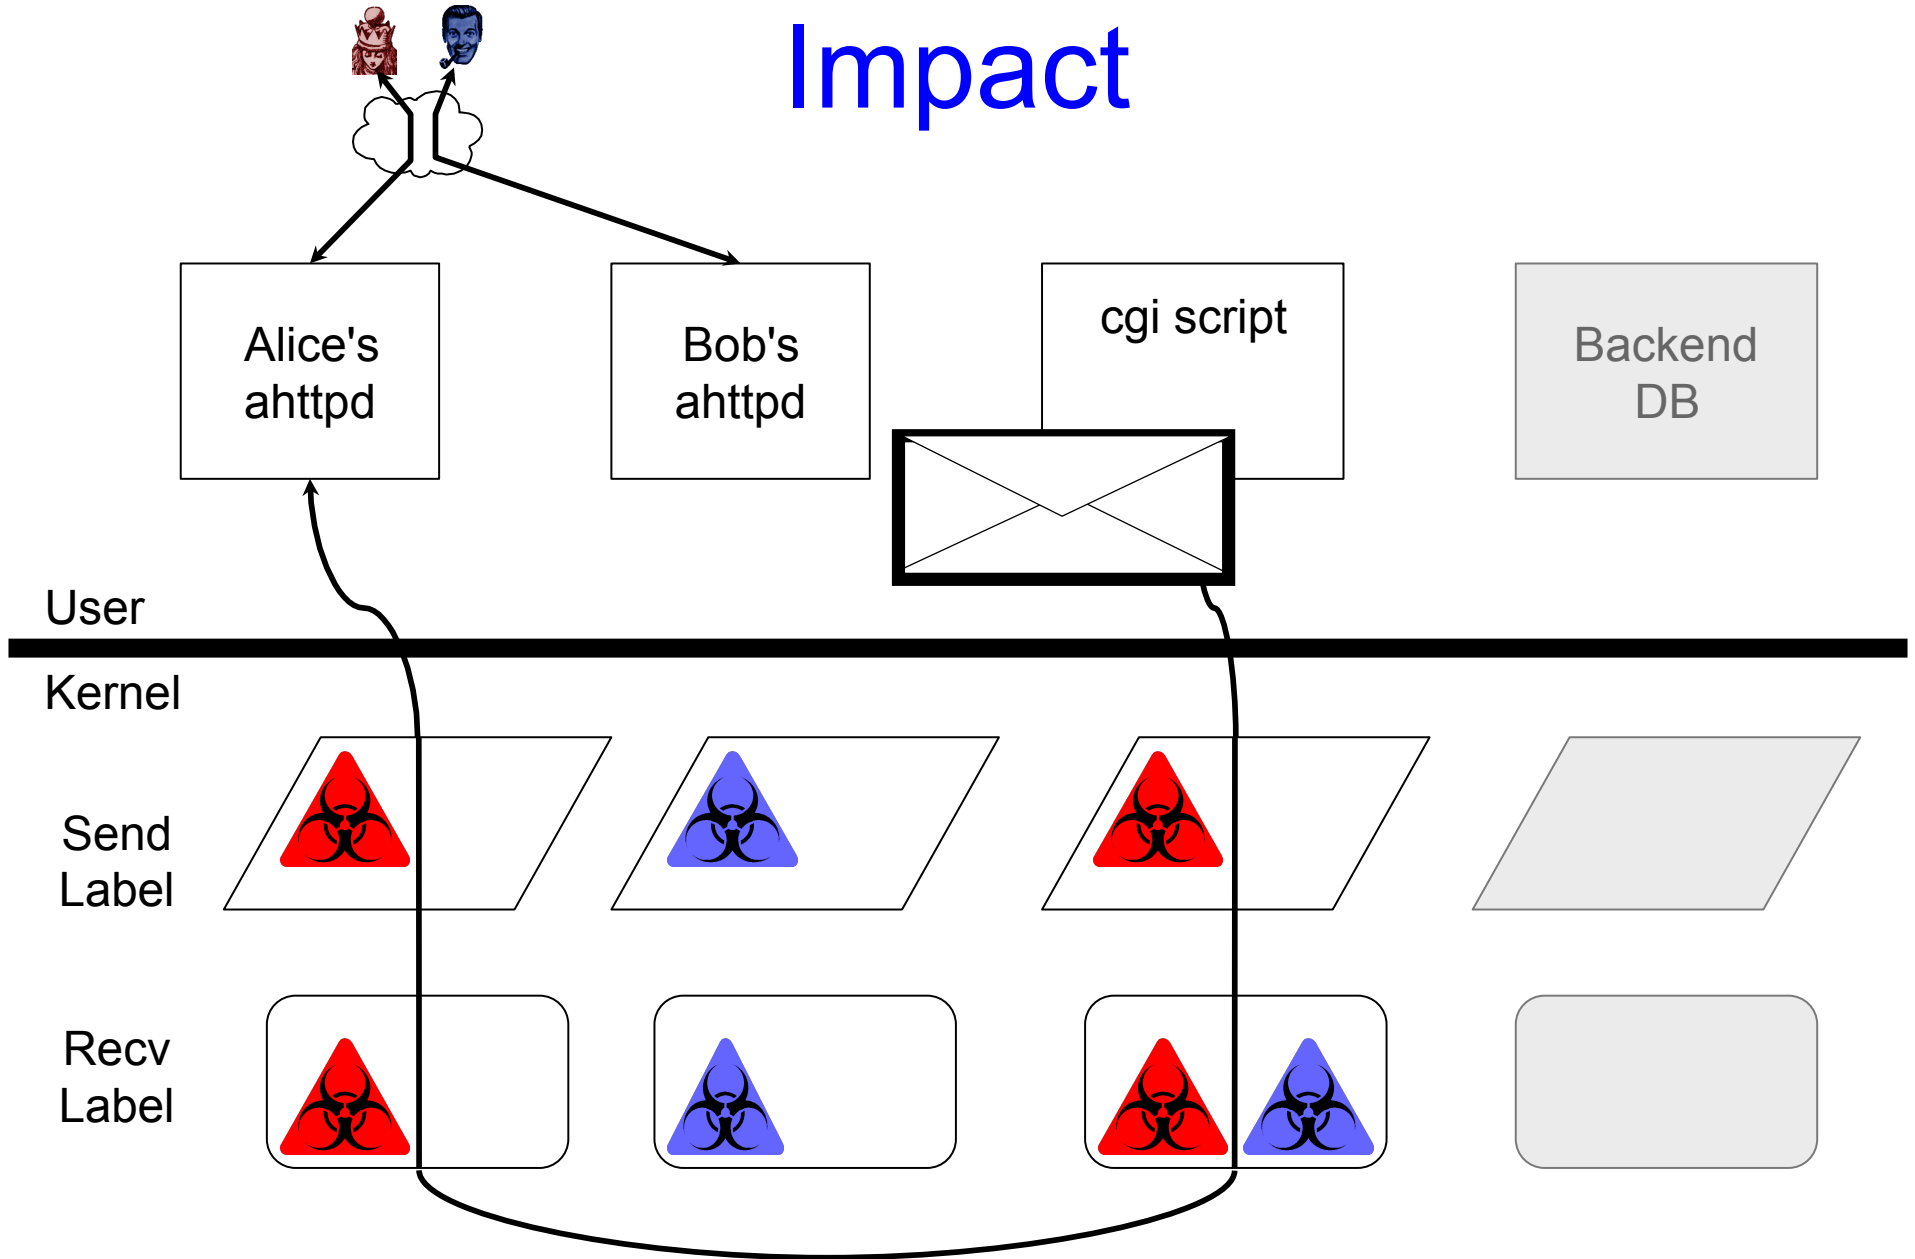 Impact
Alice's
ahttpd
Bob's
ahttpd
cgi script
Backend
DB
User
Kernel
Send
Label
Recv
Label